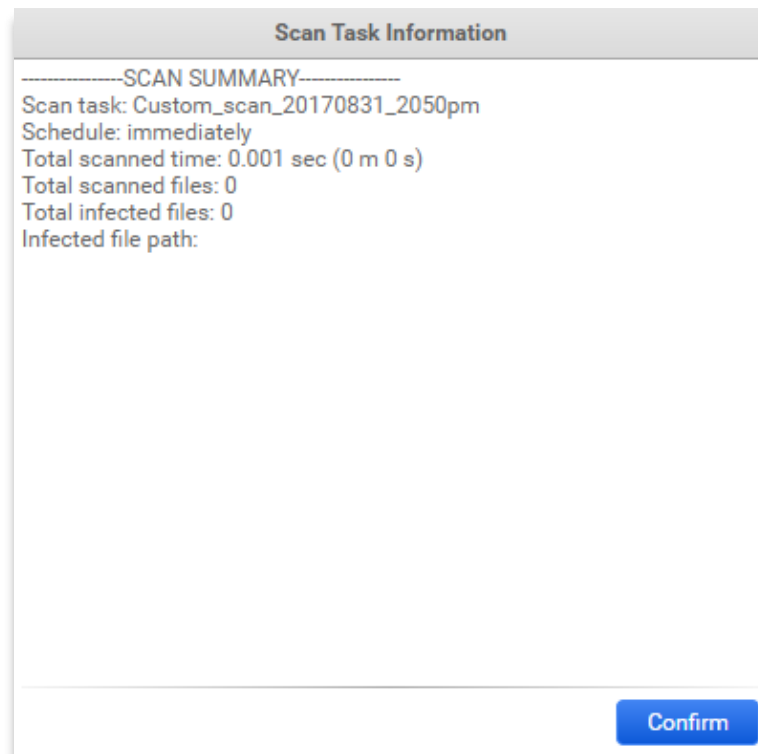 Scan Task Information
----------------SCAN SUMMARY----------------
Scan task: Custom_scan_20170831_2050pm
Schedule: immediately
Total scanned time: 0.001 sec (0 m 0 s)
Total scanned files: 0
Total infected files: 0
Infected file path:
Confirm